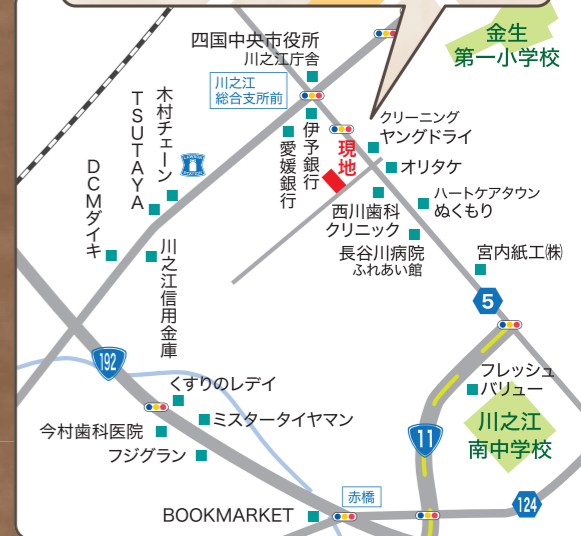 金生
第一小学校
四国中央市役所
川之江庁舎
川之江
総合支所前
クリーニング
ヤングドライ
木村チェーン
TSUTAYA
伊予銀行
愛媛銀行
現地
オリタケ
DCMダイキ
西川歯科
クリニック
ハートケアタウン
ぬくもり
長谷川病院
ふれあい館
宮内紙工㈱
川之江信用金庫
5
192
フレッシュ
バリュー
くすりのレデイ
ミスタータイヤマン
今村歯科医院
フジグラン
川之江
南中学校
11
赤橋
124
BOOKMARKET